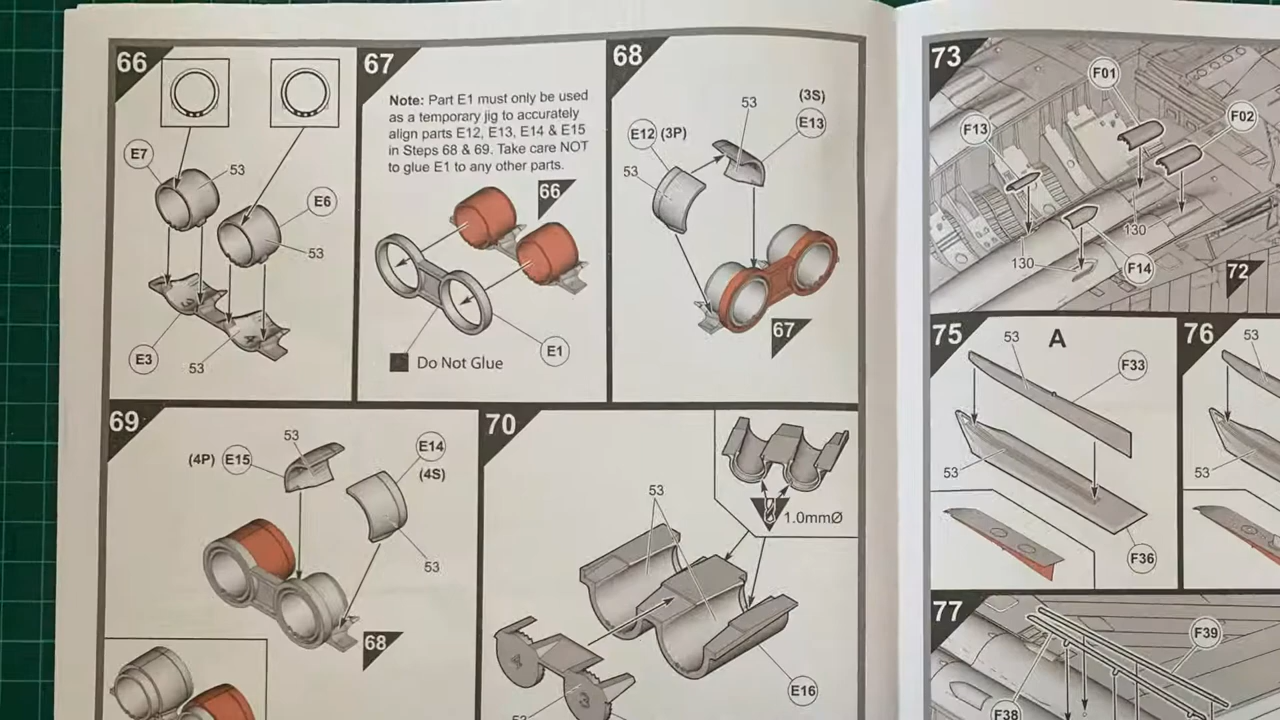 66
E7
53
E6
53
E3
53
67
Note: Part E1 must only be used
as a temporary jig to accurately
align parts E12, E13, E14 & E15
in Steps 68 & 69. Take care NOT
to glue E1 to any other parts.
66
Do Not Glue
E1
68
(3S)
53
E13
E12 (3P)
53
67
69
53
E14
(4P) E15
(4S)
53
68
70
53
1.0mmØ
4
3
E16
73
F01
F02
F13
130
130
F14
72
75
53
A
F33
53
F36
76
53
53
77
F39
F38